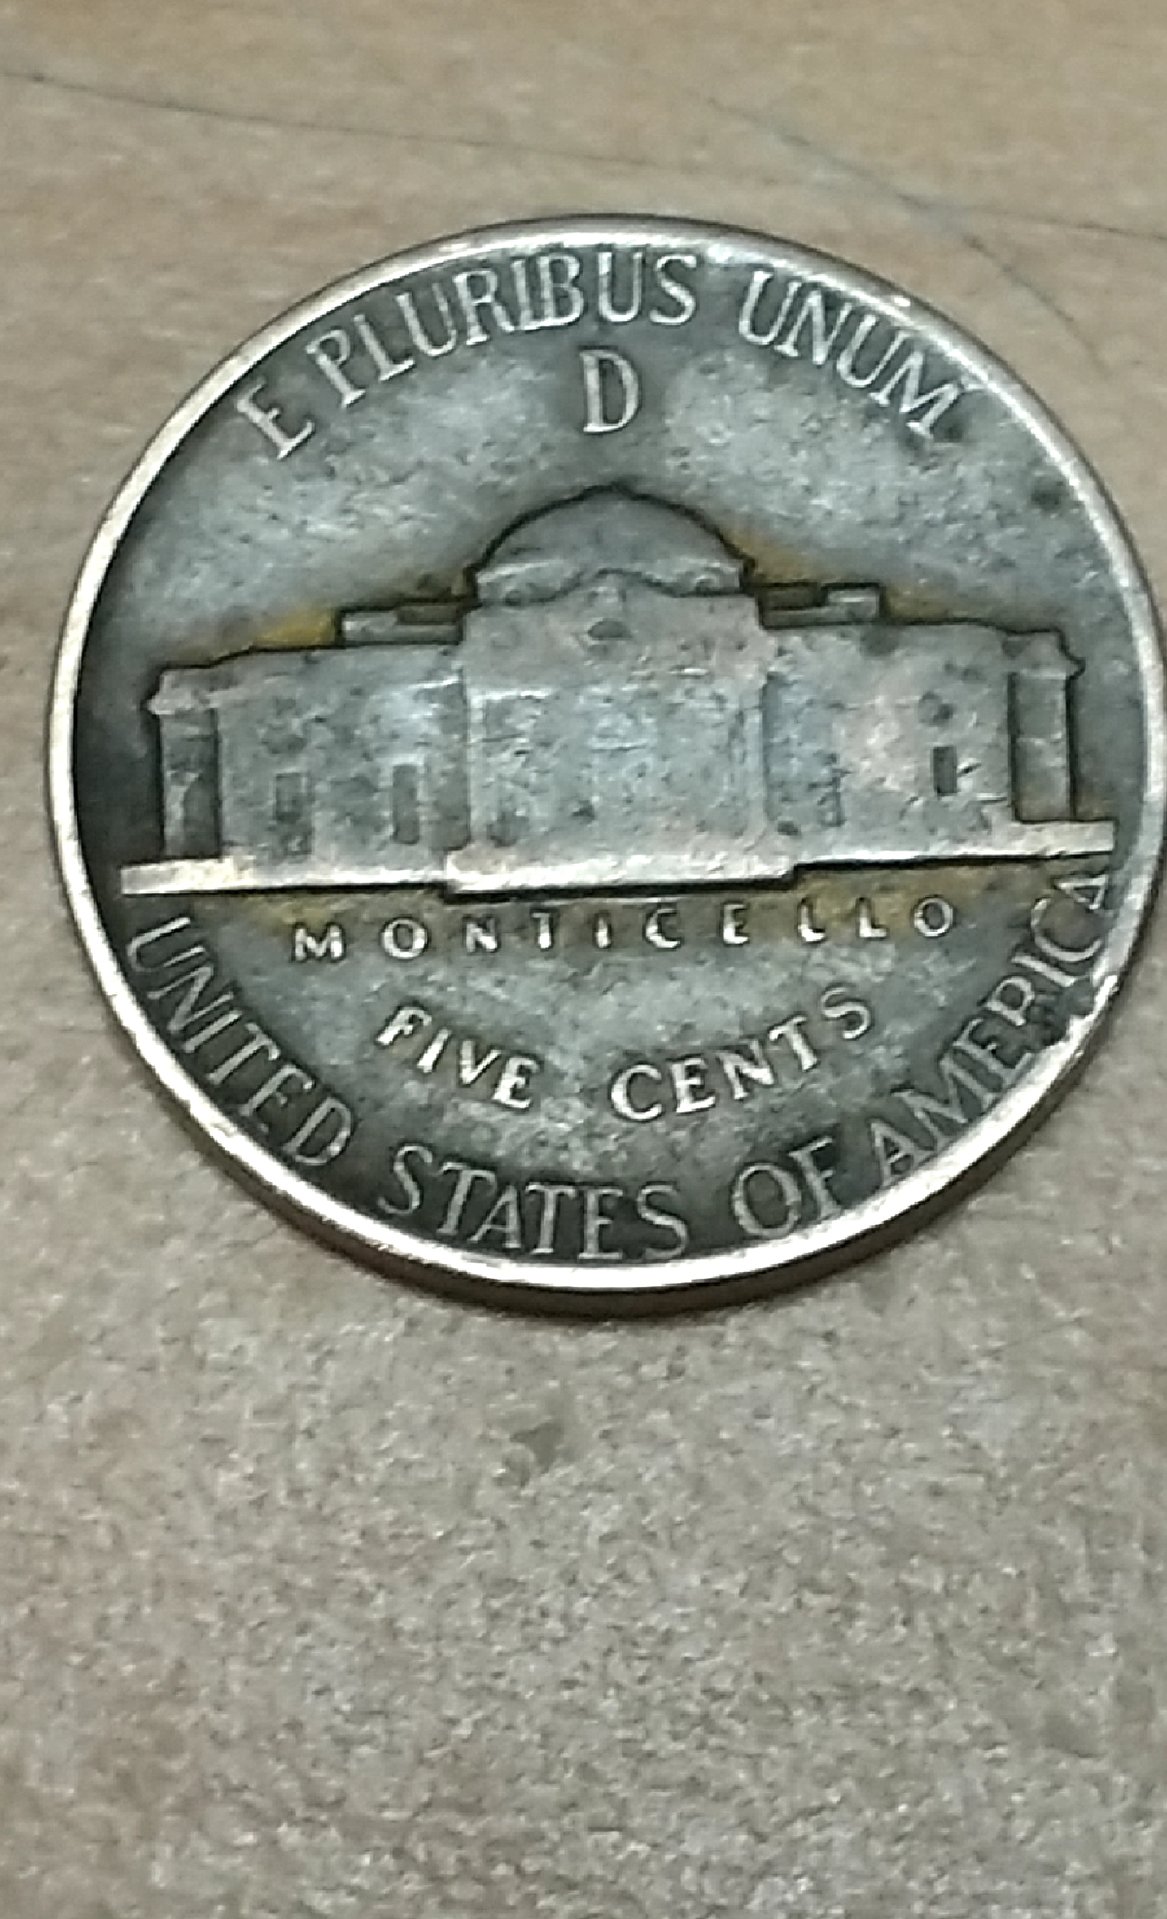 E PLURIBUS UNUM
D
MONTICELLO
FIVE CENTS
UNITED STATES OF AMERICA